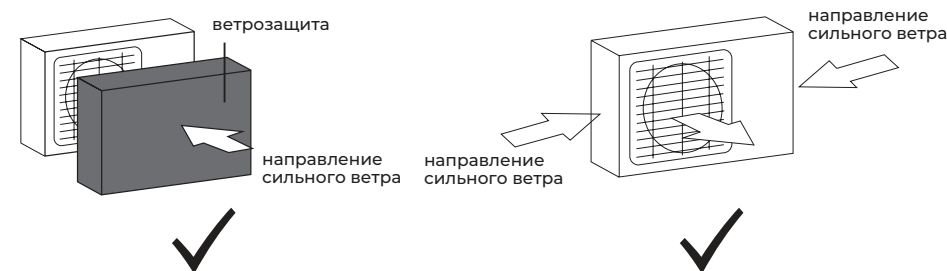 ветрозащита
направление
сильного ветра
направление
сильного ветра
направление
сильного ветра